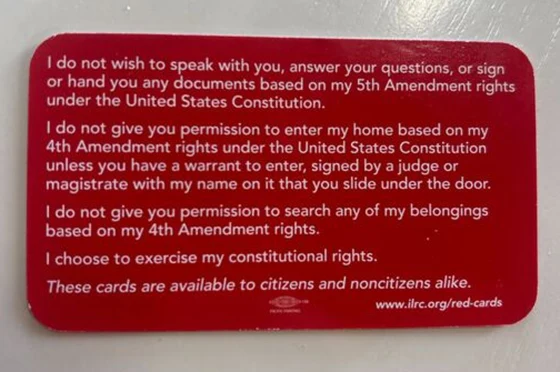 I do not wish to speak with you, answer your questions, or sign
or hand you any documents based on my 5th Amendment rights
under the United States Constitution.
I do not give you permission to enter my home based on my
4th Amendment rights under the United States Constitution
unless you have a warrant to enter, signed by a judge or
magistrate with my name on it that you slide under the door.
I do not give you permission to search any of my belongings
based on my 4th Amendment rights.
I choose to exercise my constitutional rights.
These cards are available to citizens and noncitizens alike.
www.ilrc.org/red-cards